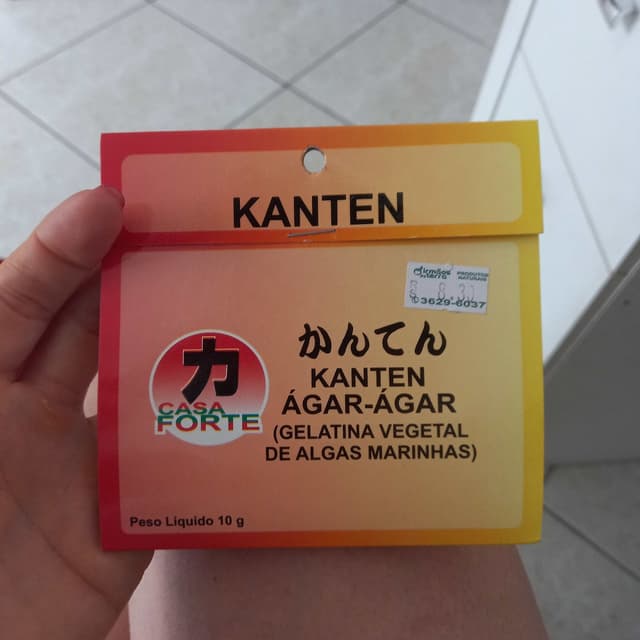 KANTEN
PRODUTOS
NATURAIS
3629-6037
かんてん
KANTEN
ÁGAR-ÁGAR
(GELATINA VEGETAL
DE ALGAS MARINHAS)
力
CASA
FORTE
Peso Liquido 10 g